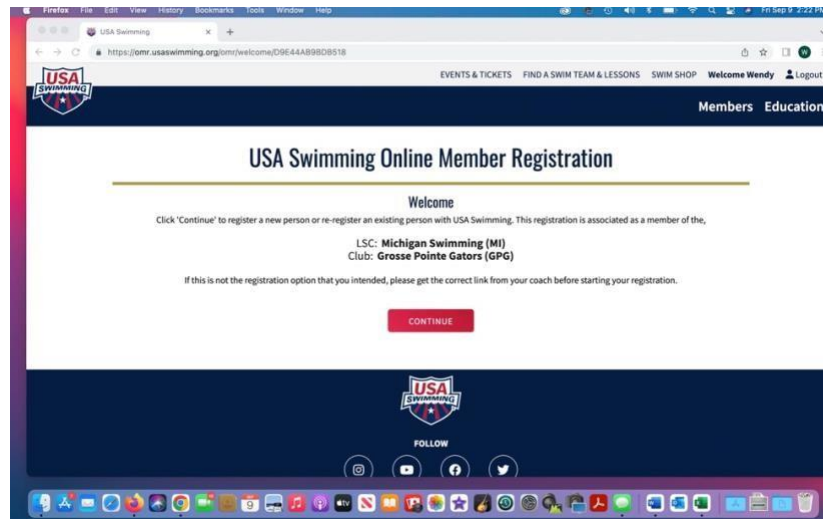 Firefox File Edit View History Bookmarks Tools Window Help Fri Sep 9 2:22 PM
USA Swimming
https://omr.usaswimming.org/omr/welcome/D9E44AB98DB518
USA
SWIMMING
EVENTS & TICKETS FIND A SWIM TEAM & LESSONS SWIM SHOP Welcome Wendy Logout
Members Education
USA Swimming Online Member Registration
Welcome
Click 'Continue' to register a new person or re-register an existing person with USA Swimming. This registration is associated as a member of the,
LSC: Michigan Swimming (MI)
Club: Grosse Pointe Gators (GPG)
If this is not the registration option that you intended, please get the correct link from your coach before starting your registration.
CONTINUE
USA
SWIMMING
FOLLOW
9